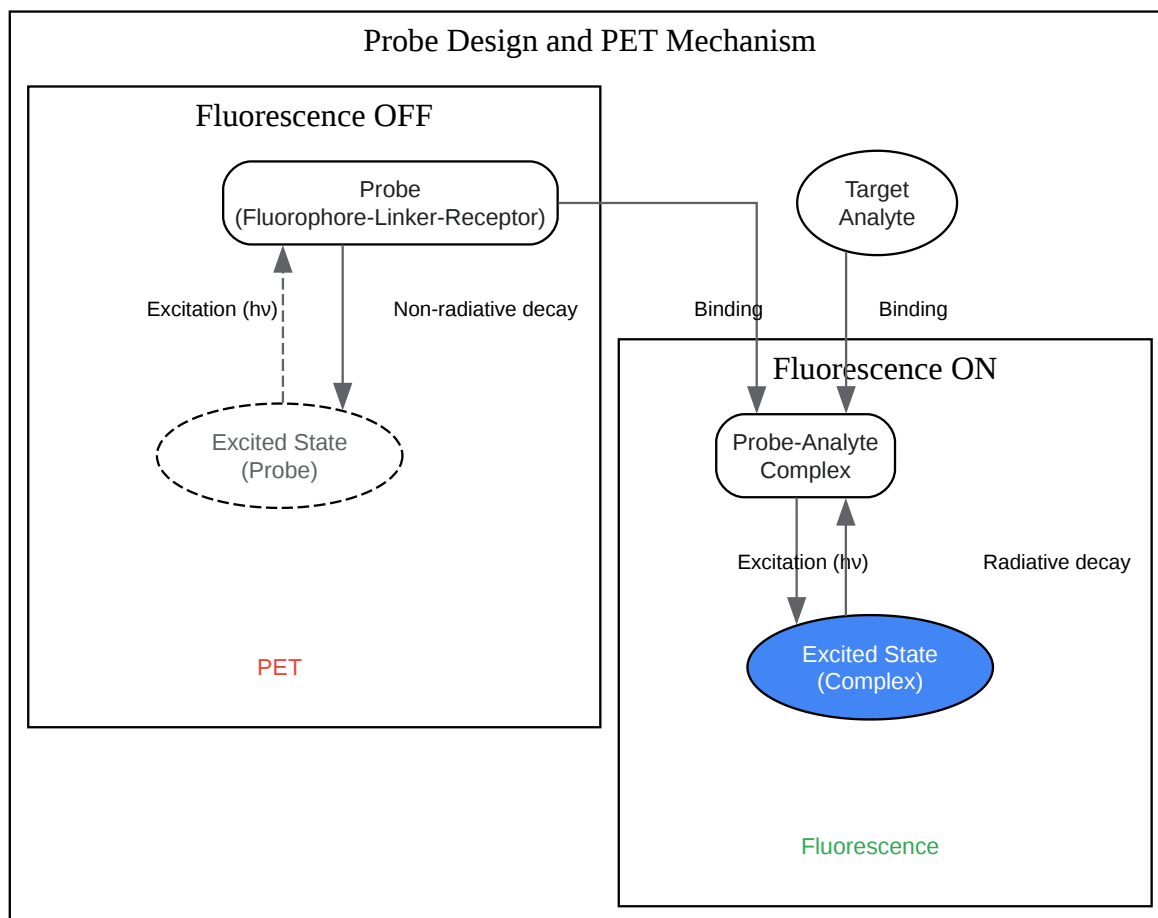 Probe Design and PET Mechanism
Fluorescence OFF
Probe
(Fluorophore-Linker-Receptor)
Target
Analyte
Excitation (hν)
Non-radiative decay
Binding
Binding
Fluorescence ON
Excited State
(Probe)
Probe-Analyte
Complex
Excitation (hν)
Radiative decay
PET
Excited State
(Complex)
Fluorescence